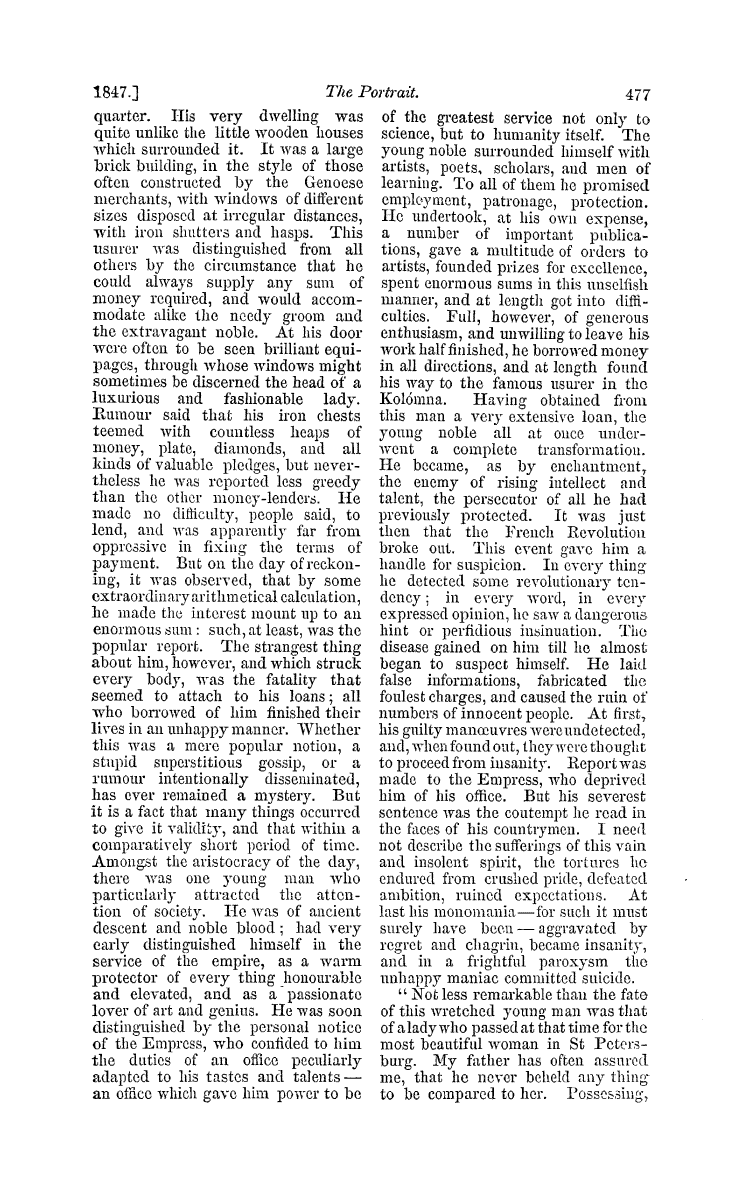 1847.] The Portrait. 477
quarter. His very dwelling was
quite unlike the little wooden houses
which surrounded it. It was a large
brick building, in the style of those
often constructed by the Genoese
merchants, with windows of different
sizes disposed at irregular distances,
with iron shutters and hasps. This
usurer was distinguished from all
others by the circumstance that he
could always supply any sum of
money required, and would accom-
modate alike the needy groom and
the extravagant noble. At his door
were often to be seen brilliant equi-
pages, through whose windows might
sometimes be discerned the head of a
luxurious and fashionable lady.
Rumour said that his iron chests
teemed with countless heaps of
money, plate, diamonds, and all
kinds of valuable pledges, but never-
theless he was reported less greedy
than the other money-lenders. He
made no difficulty, people said, to
lend, and was apparently far from
oppressive in fixing the terms of
payment. But on the day of reckon-
ing, it was observed, that by some
extraordinary arithmetical calculation,
he made the interest mount up to an
enormous sum: such, at least, was the
popular report. The strangest thing
about him, however, and which struck
every body, was the fatality that
seemed to attach to his loans; all
who borrowed of him finished their
lives in an unhappy manner. Whether
this was a mere popular notion, a
stupid superstitious gossip, or a
rumour intentionally disseminated,
has ever remained a mystery. But
it is a fact that many things occurred
to give it validity, and that within a
comparatively short period of time.
Amongst the aristocracy of the day,
there was one young man who
particularly attracted the atten-
tion of society. He was of ancient
descent and noble blood; had very
early distinguished himself in the
service of the empire, as a warm
protector of every thing honourable
and elevated, and as a passionate
lover of art and genius. He was soon
distinguished by the personal notice
of the Empress, who confided to him
the duties of an office peculiarly
adapted to his tastes and talents—
an office which gave him power to be
of the greatest service not only to
science, but to humanity itself. The
young noble surrounded himself with
artists, poets, scholars, and men of
learning. To all of them he promised
employment, patronage, protection.
He undertook, at his own expense,
a number of important publica-
tions, gave a multitude of orders to
artists, founded prizes for excellence,
spent enormous sums in this unselfish
manner, and at length got into diffi-
culties. Full, however, of generous
enthusiasm, and unwilling to leave his
work half finished, he borrowed money
in all directions, and at length found
his way to the famous usurer in the
Kolómna. Having obtained from
this man a very extensive loan, the
young noble all at once under-
went a complete transformation.
He became, as by enchantment,
the enemy of rising intellect and
talent, the persecutor of all he had
previously protected. It was just
then that the French Revolution
broke out. This event gave him a
handle for suspicion. In every thing
he detected some revolutionary ten-
dency; in every word, in every
expressed opinion, he saw a dangerous
hint or perfidious insinuation. The
disease gained on him till he almost
began to suspect himself. He laid
false informations, fabricated the
foulest charges, and caused the ruin of
numbers of innocent people. At first,
his guilty manœuvres were undetected,
and, when found out, they were thought
to proceed from insanity. Report was
made to the Empress, who deprived
him of his office. But his severest
sentence was the contempt he read in
the faces of his countrymen. I need
not describe the sufferings of this vain
and insolent spirit, the tortures he
endured from crushed pride, defeated
ambition, ruined expectations. At
last his monomania—for such it must
surely have been—aggravated by
regret and chagrin, became insanity,
and in a frightful paroxysm the
unhappy maniac committed suicide.
"Not less remarkable than the fate
of this wretched young man was that
of a lady who passed at that time for the
most beautiful woman in St Peters-
burg. My father has often assured
me, that he never beheld any thing
to be compared to her. Possessing,